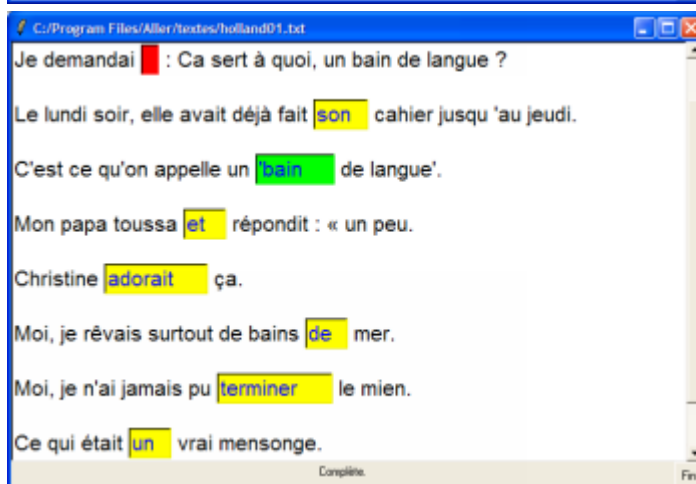 C:/Program Files/Aller/textes/holland01.txt
Je demandai : Ca sert à quoi, un bain de langue ?
Le lundi soir, elle avait déjà fait son cahier jusqu 'au jeudi.
C'est ce qu'on appelle un 'bain de langue'.
Mon papa toussa et répondit : « un peu.
Christine adorait ça.
Moi, je rêvais surtout de bains de mer.
Moi, je n'ai jamais pu terminer le mien.
Ce qui était un vrai mensonge.
Complète. Fin